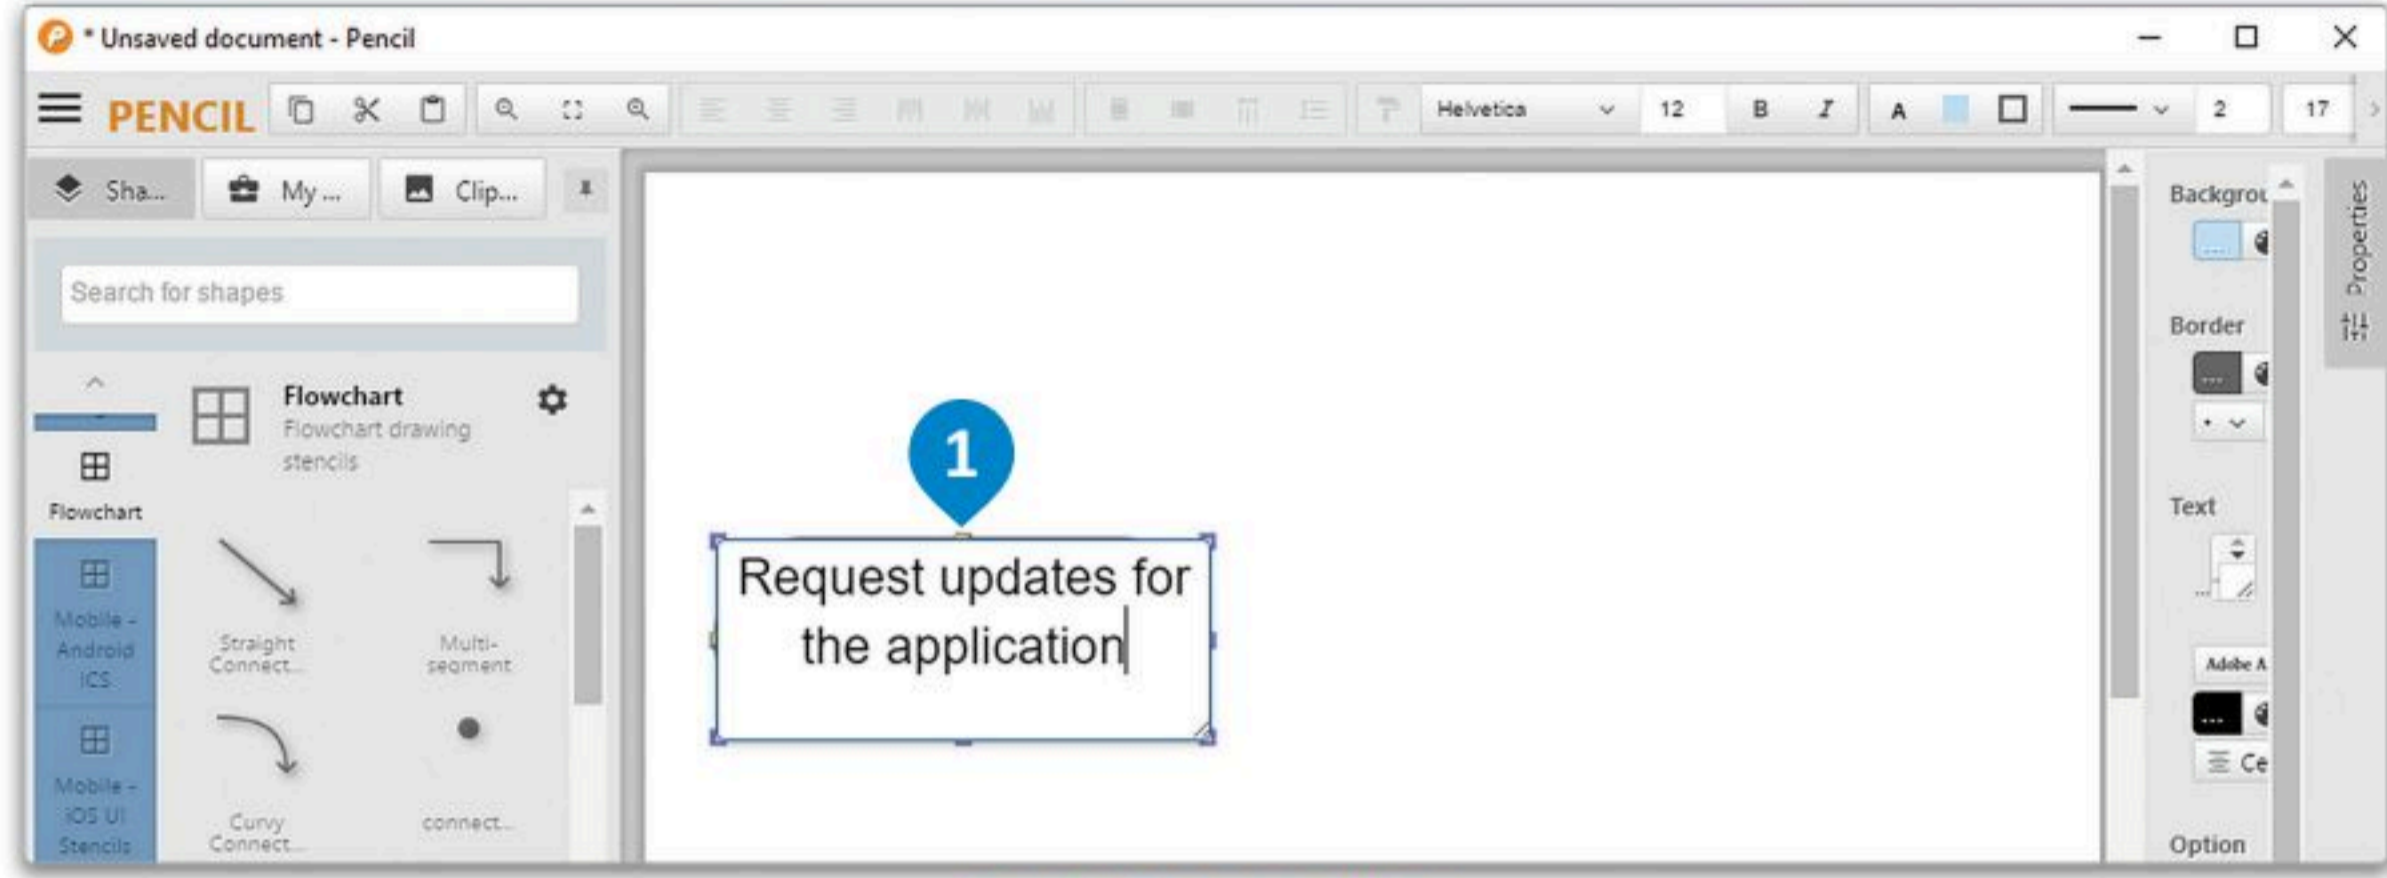 * Unsaved document - Pencil
PENCIL
Helvetica
12
B
I
A
2
17
Sha...
My ...
Clip...
Search for shapes
Flowchart
Flowchart drawing
stencils
Flowchart
Mobile -
Android
ICS
Mobile -
iOS UI
Stencils
Straight
Connect...
Multi-
segment
Curvy
Connect...
connect...
1
Request updates for
the application
Backgrou
Border
Text
Adobe A
Ce
Option
Properties